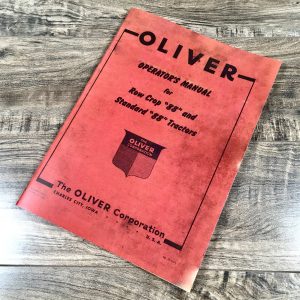 OLIVER
OPERATOR'S MANUAL
for
Row Crop "88" and
Standard "88" Tractors
THE
OLIVER
CORPORATION
The OLIVER Corporation
CHARLES CITY, IOWA
U. S. A.